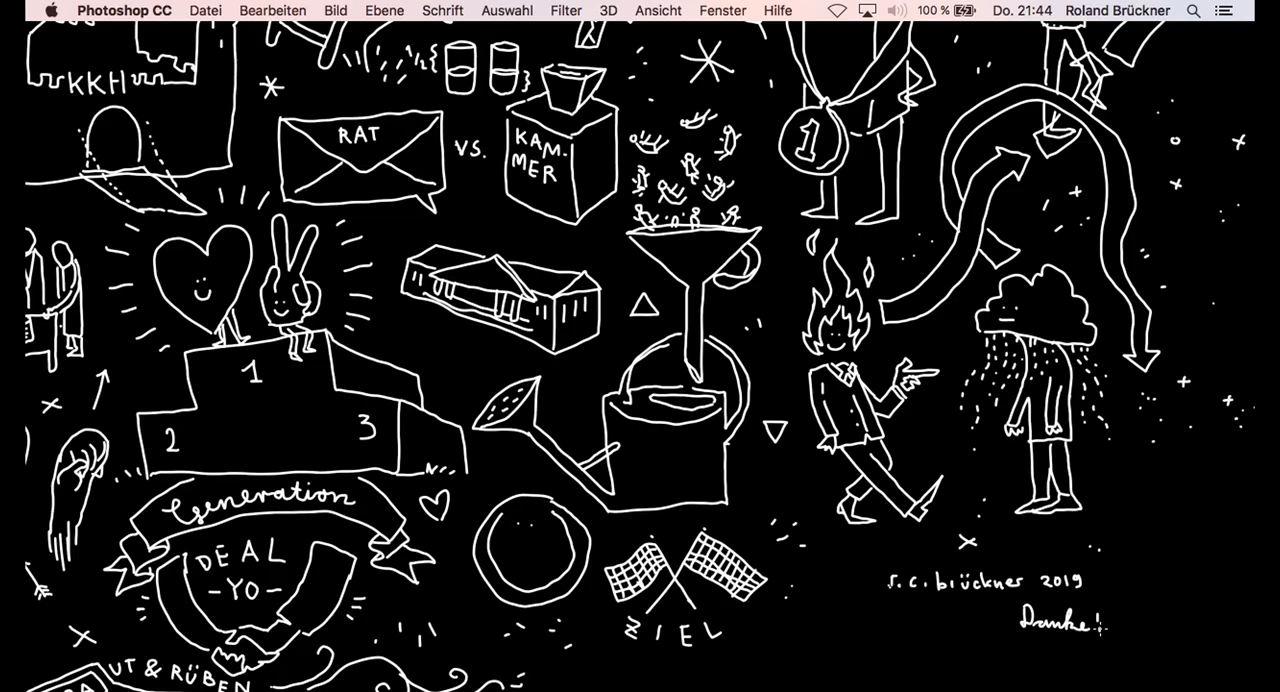 Photoshop CC Datei Bearbeiten Bild Ebene Schrift Auswahl Filter 3D Ansicht Fenster Hilfe 100 % Do. 21:44 Roland Brückner
KKH
RAT
VS.
KAM-
MER
1
1
2
3
Generation
DEAL
-YO-
ZIEL
r. c. brückner 2019
Danke!
UT & RÜBEN